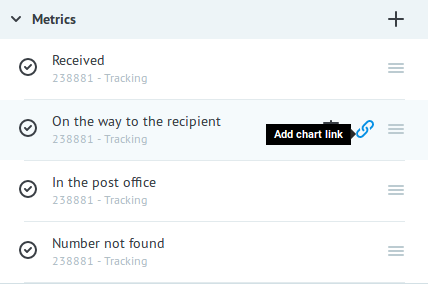 Metrics
Received
238881 - Tracking
On the way to the recipient
238881 - Tracking
Add chart link
In the post office
238881 - Tracking
Number not found
238881 - Tracking